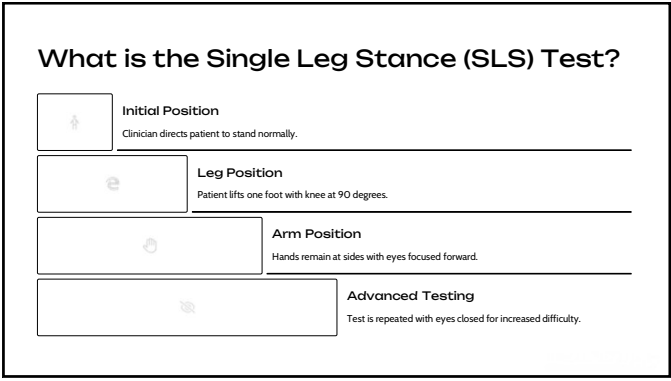 What is the Single Leg Stance (SLS) Test?
Initial Position
Clinician directs patient to stand normally.
Leg Position
Patient lifts one foot with knee at 90 degrees.
Arm Position
Hands remain at sides with eyes focused forward.
Advanced Testing
Test is repeated with eyes closed for increased difficulty.